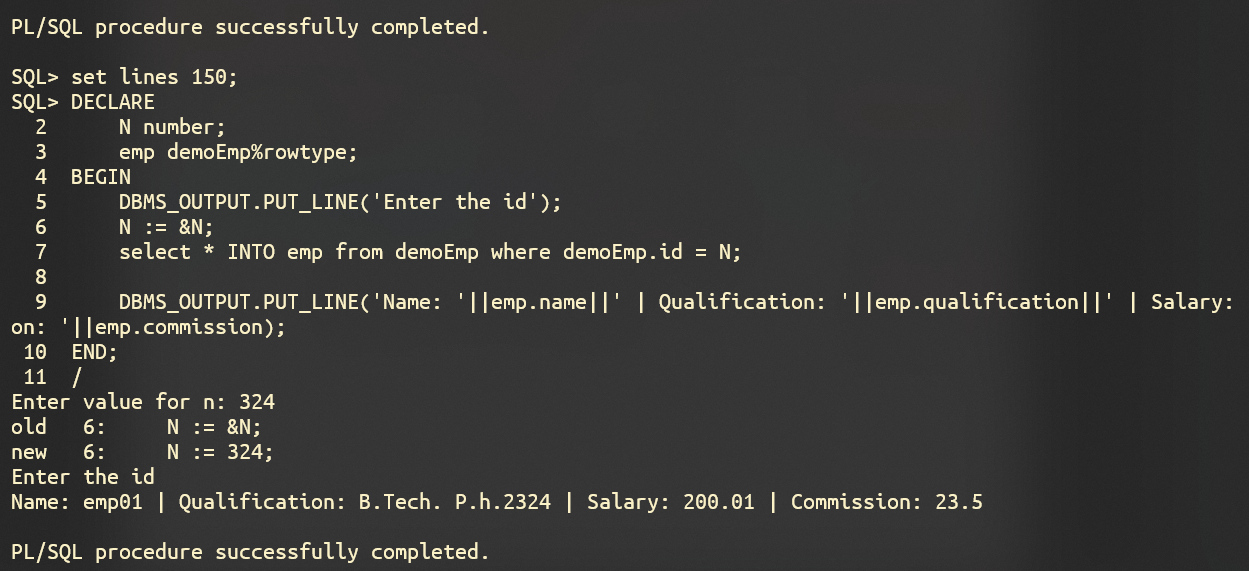 PL/SQL procedure successfully completed.

SQL> set lines 150;
SQL> DECLARE
  2      N number;
  3      emp demoEmp%rowtype;
  4  BEGIN
  5      DBMS_OUTPUT.PUT_LINE('Enter the id');
  6      N := &N;
  7      select * INTO emp from demoEmp where demoEmp.id = N;
  8
  9      DBMS_OUTPUT.PUT_LINE('Name: '||emp.name||' | Qualification: '||emp.qualification||' | Salary:
on: '||emp.commission);
 10  END;
 11  /
Enter value for n: 324
old   6:     N := &N;
new   6:     N := 324;
Enter the id
Name: emp01 | Qualification: B.Tech. P.h.2324 | Salary: 200.01 | Commission: 23.5

PL/SQL procedure successfully completed.